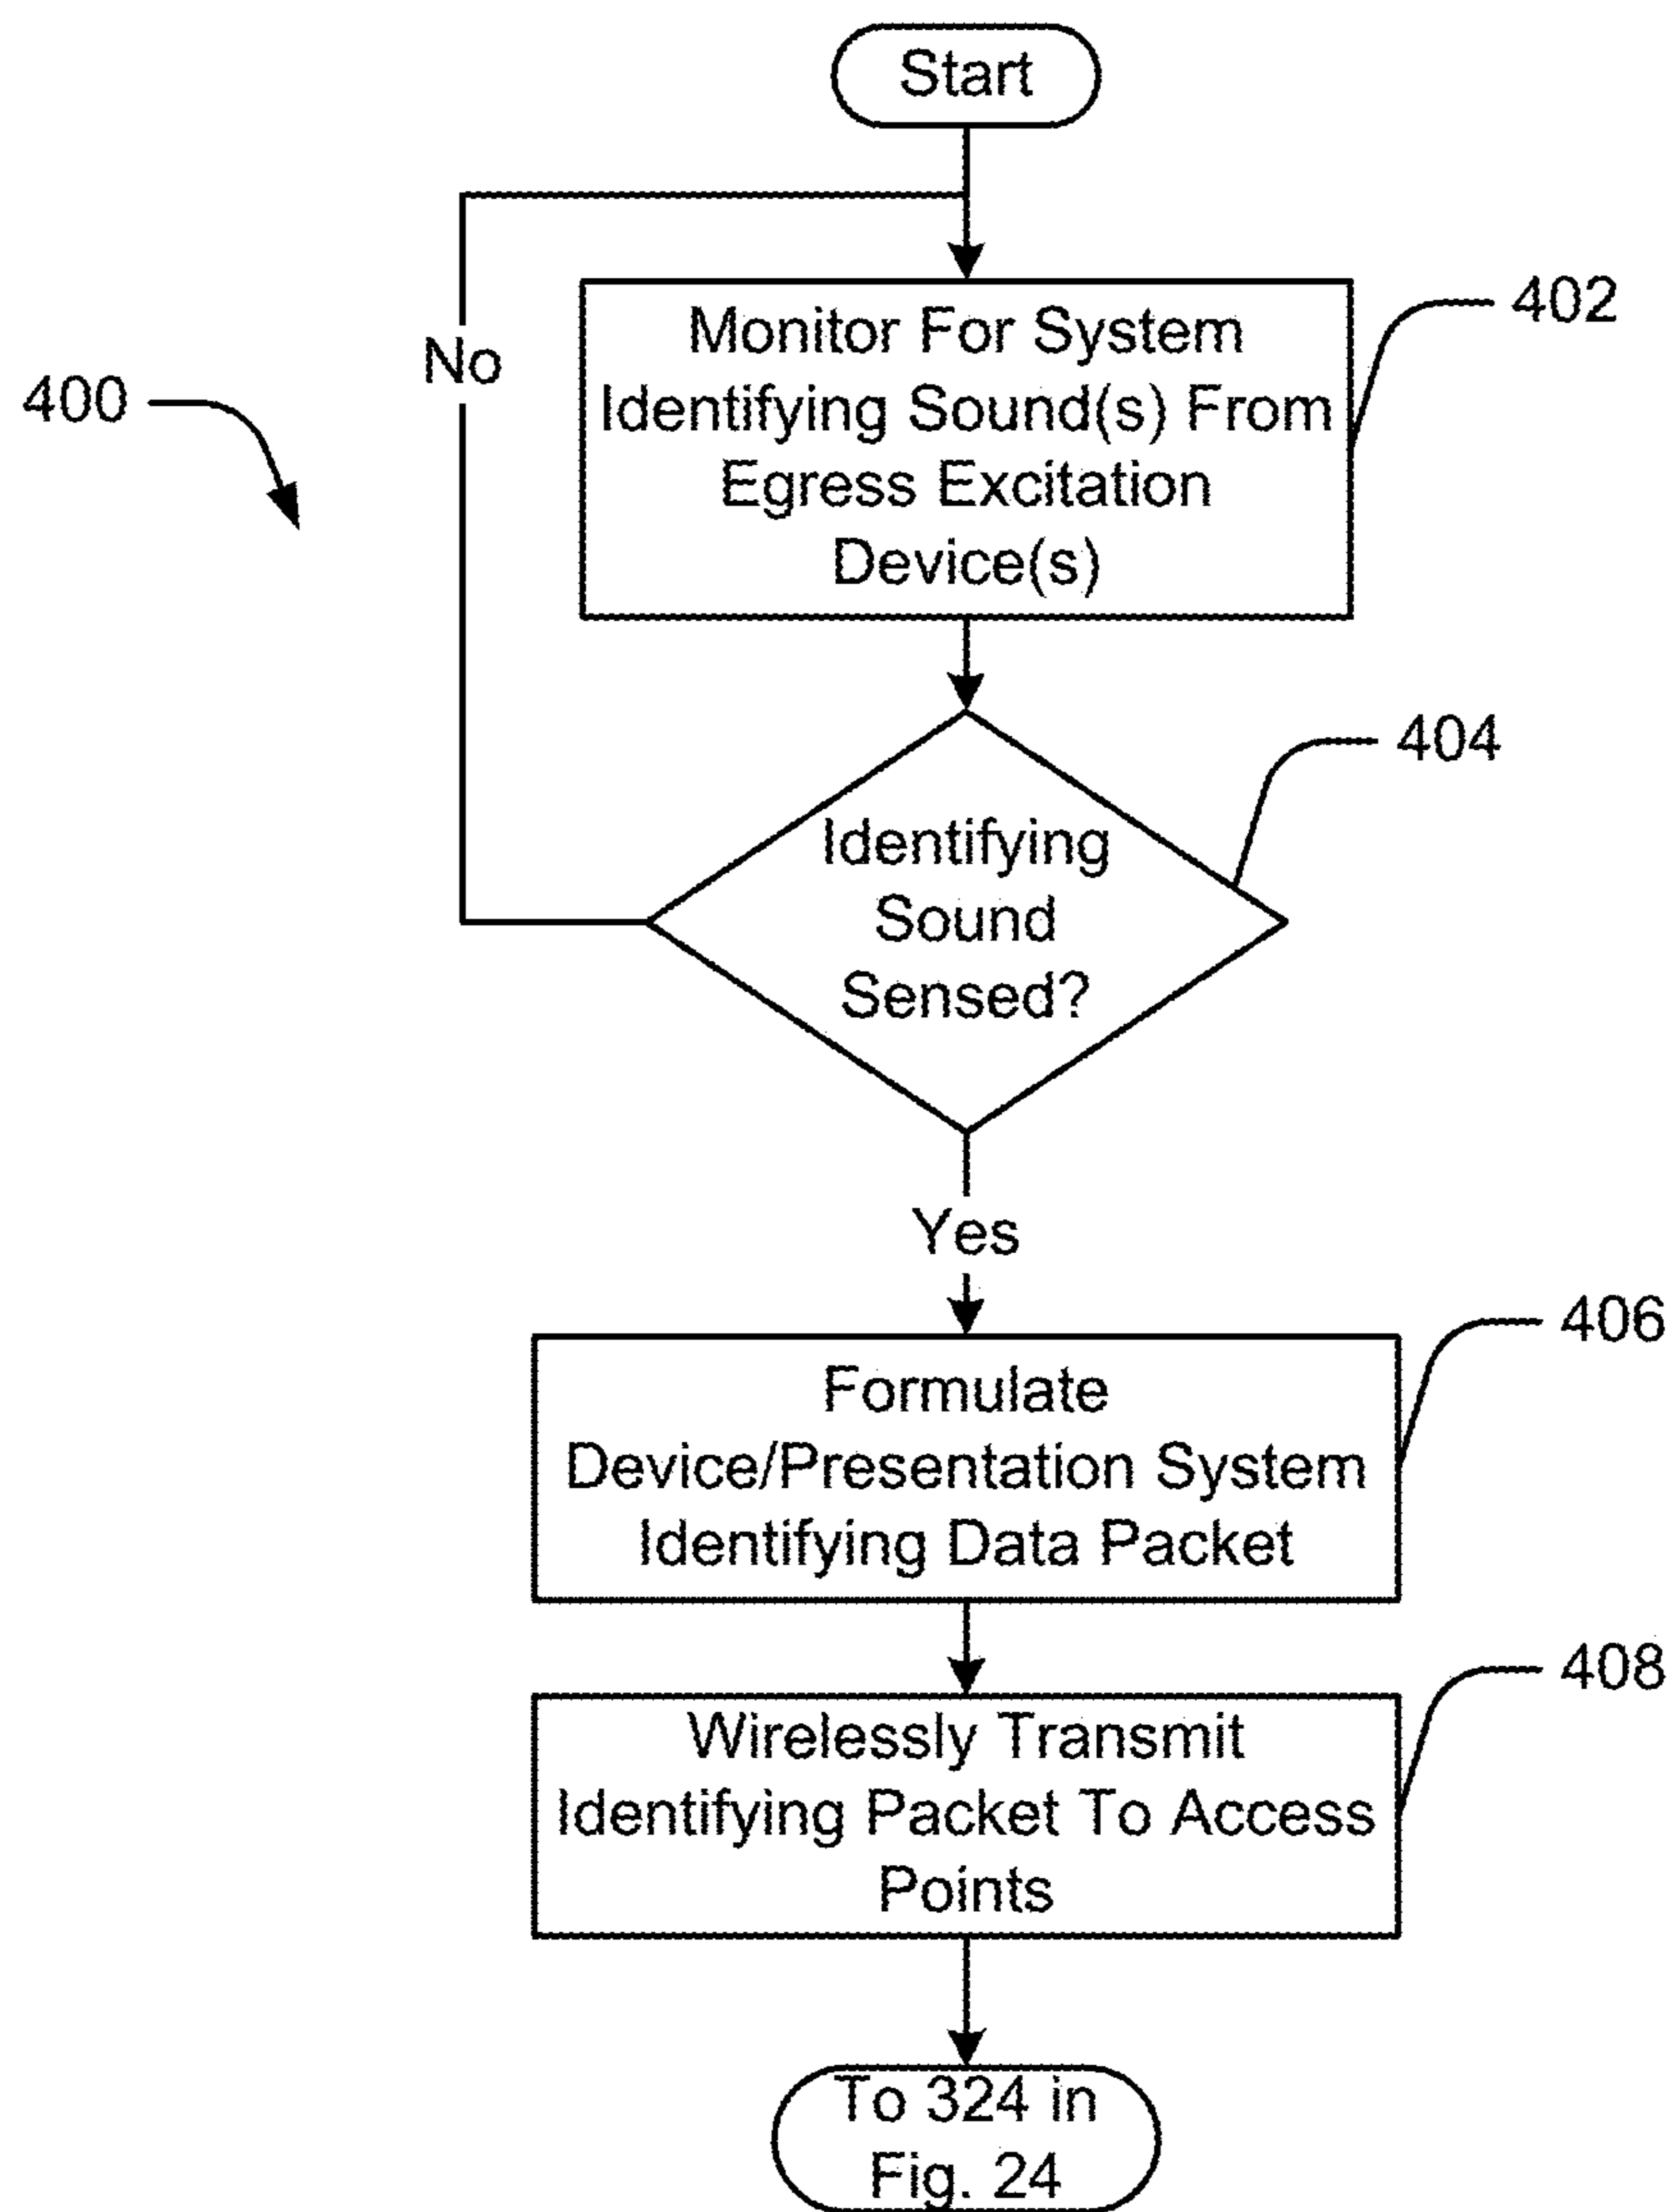 Start
402
Monitor For System
Identifying Sound(s) From
Egress Excitation
Device(s)
No
400
404
Identifying
Sound
Sensed?
Yes
406
Formulate
Device/Presentation System
Identifying Data Packet
408
Wirelessly Transmit
Identifying Packet To Access
Points
To 324 in
Fig. 24